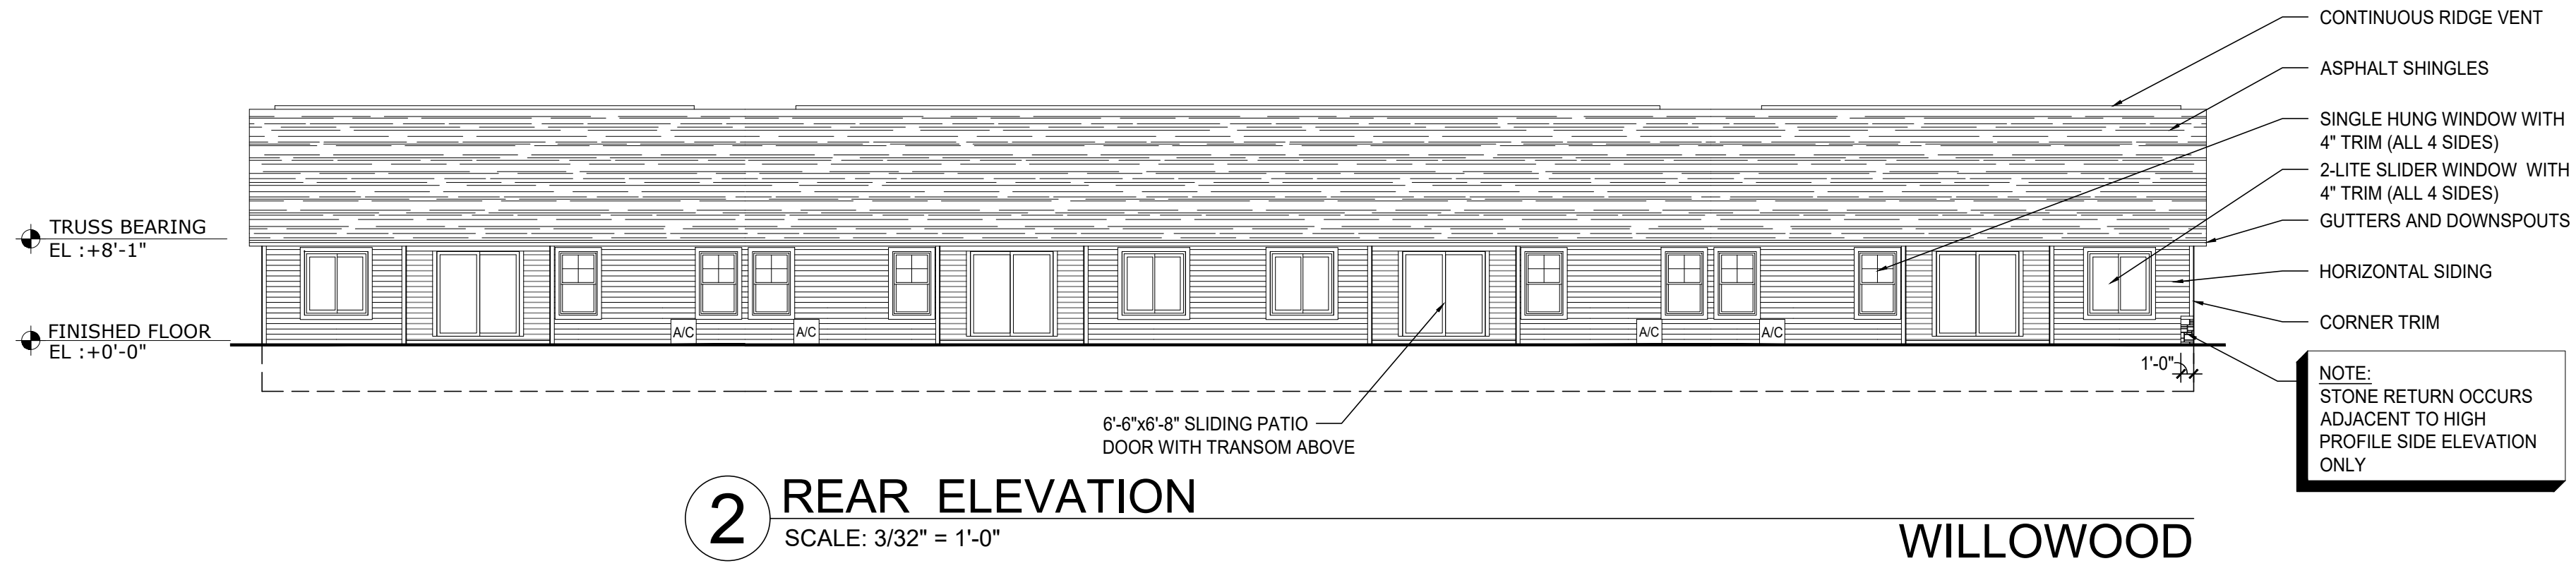 CONTINUOUS RIDGE VENT
ASPHALT SHINGLES
SINGLE HUNG WINDOW WITH
4" TRIM (ALL 4 SIDES)
2-LITE SLIDER WINDOW WITH
4" TRIM (ALL 4 SIDES)
GUTTERS AND DOWNSPOUTS
HORIZONTAL SIDING
CORNER TRIM
TRUSS BEARING
EL :+8'-1"
FINISHED FLOOR
EL :+0'-0"
A/C
A/C
A/C
A/C
1'-0"
NOTE:
STONE RETURN OCCURS
ADJACENT TO HIGH
PROFILE SIDE ELEVATION
ONLY
6'-6"x6'-8" SLIDING PATIO
DOOR WITH TRANSOM ABOVE
2
REAR ELEVATION
SCALE: 3/32" = 1'-0"
WILLOWOOD